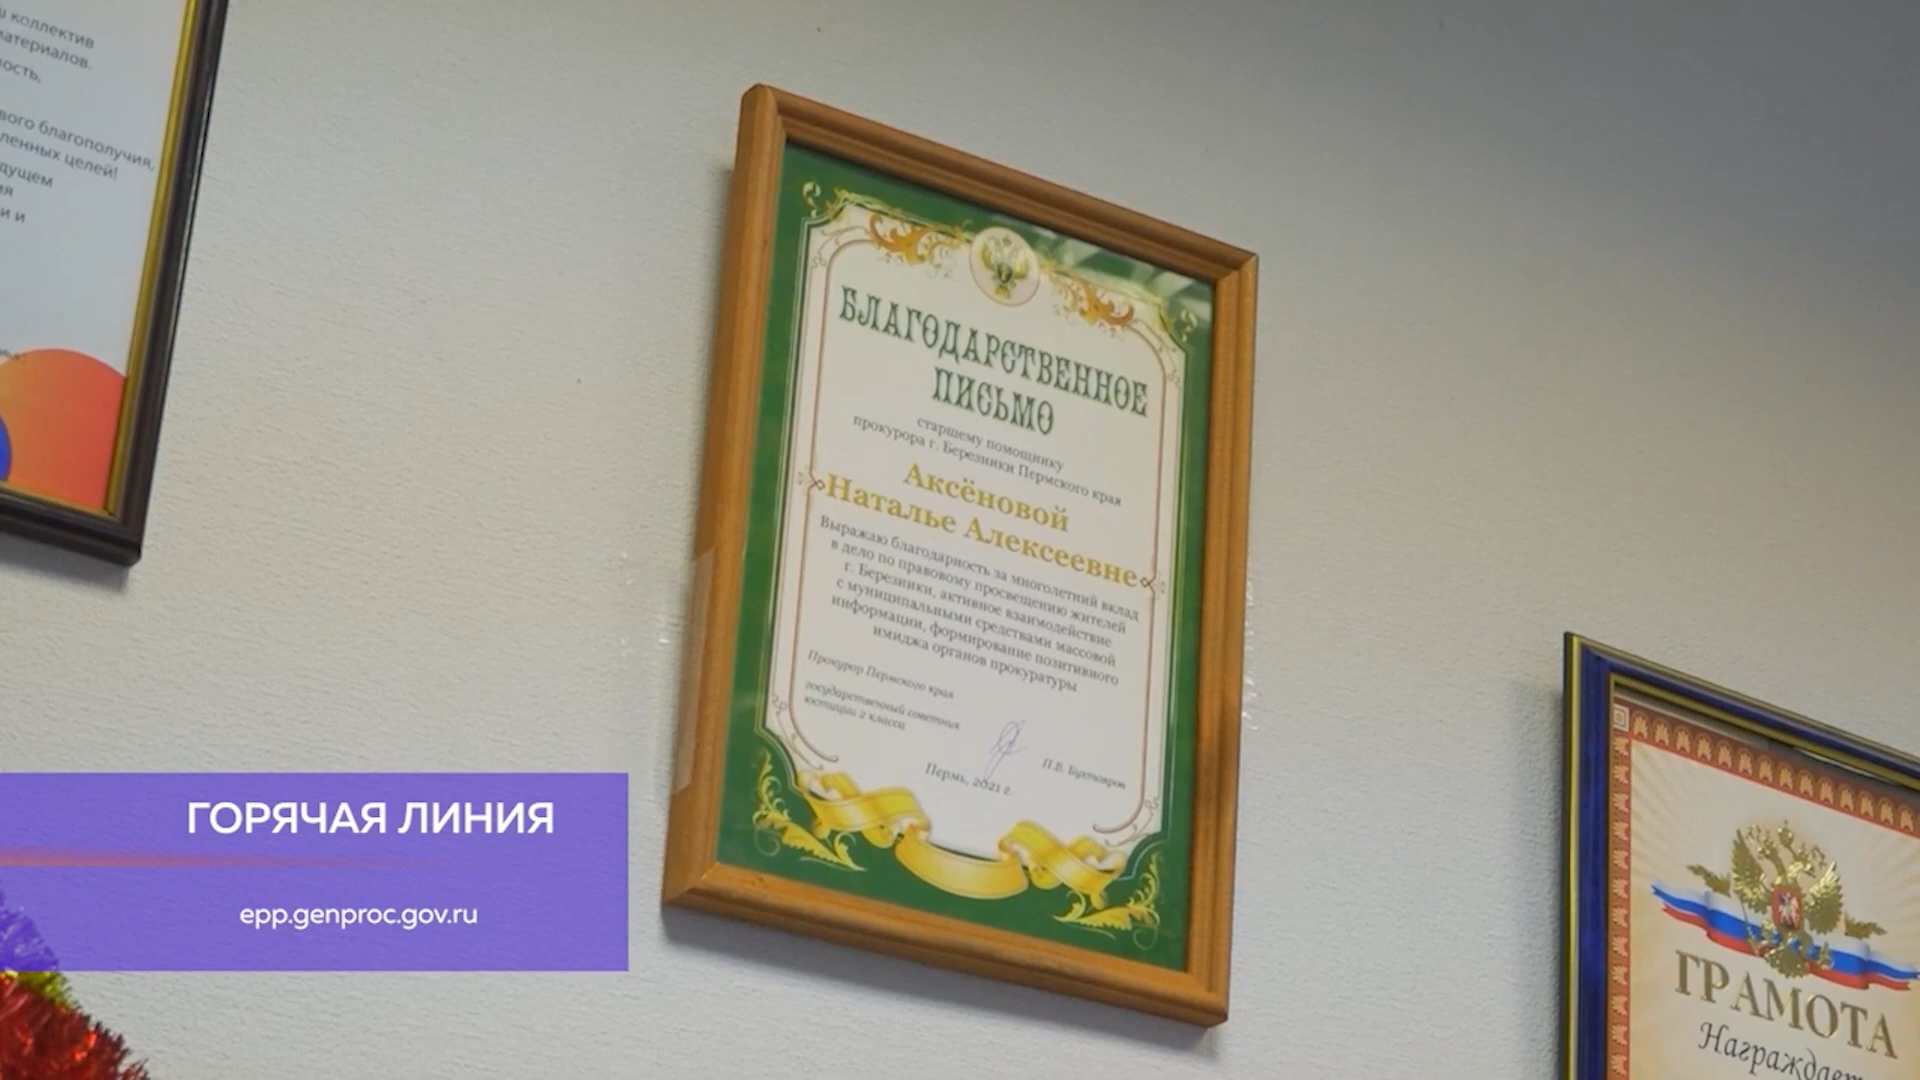 ш коллектив
материалов.
ность,
вого благополучия,
ленных целей!
дущем
ия
и и
БЛАГОДАРСТВЕННОЕ
ПИСЬМО
старшему помощнику
прокурора г. Березники Пермского края
Аксёновой
Наталье Алексеевне
Выражаю благодарность за многолетний вклад
в дело по правовому просвещению жителей
г. Березники, активное взаимодействие
с муниципальными средствами массовой
информации, формирование позитивного
имиджа органов прокуратуры
Прокурор Пермского края
государственный советник
юстиции 2 класса
П.В. Бухтояров
Пермь, 2021 г.
ГРАМОТА
Награждает
ГОРЯЧАЯ ЛИНИЯ
epp.genproc.gov.ru